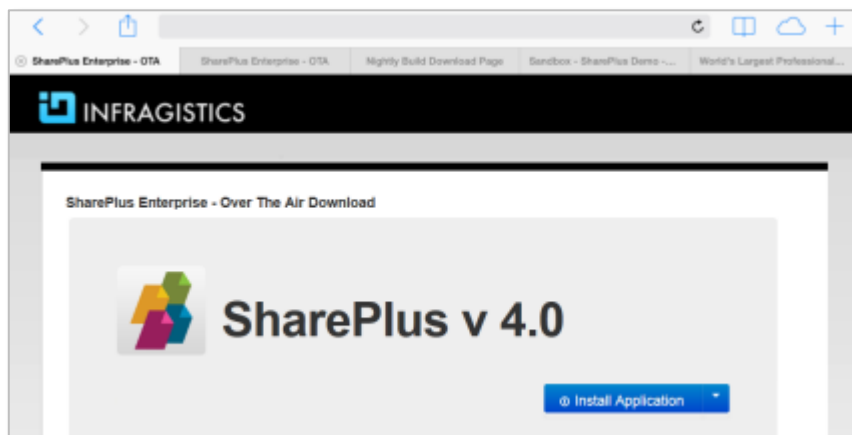 SharePlus Enterprise - OTA
SharePlus Enterprise - OTA
Nightly Build Download Page
Sandbox - SharePlus Demo -...
World's Largest Professional...
INFRAGISTICS
SharePlus Enterprise - Over The Air Download
SharePlus v 4.0
Install Application